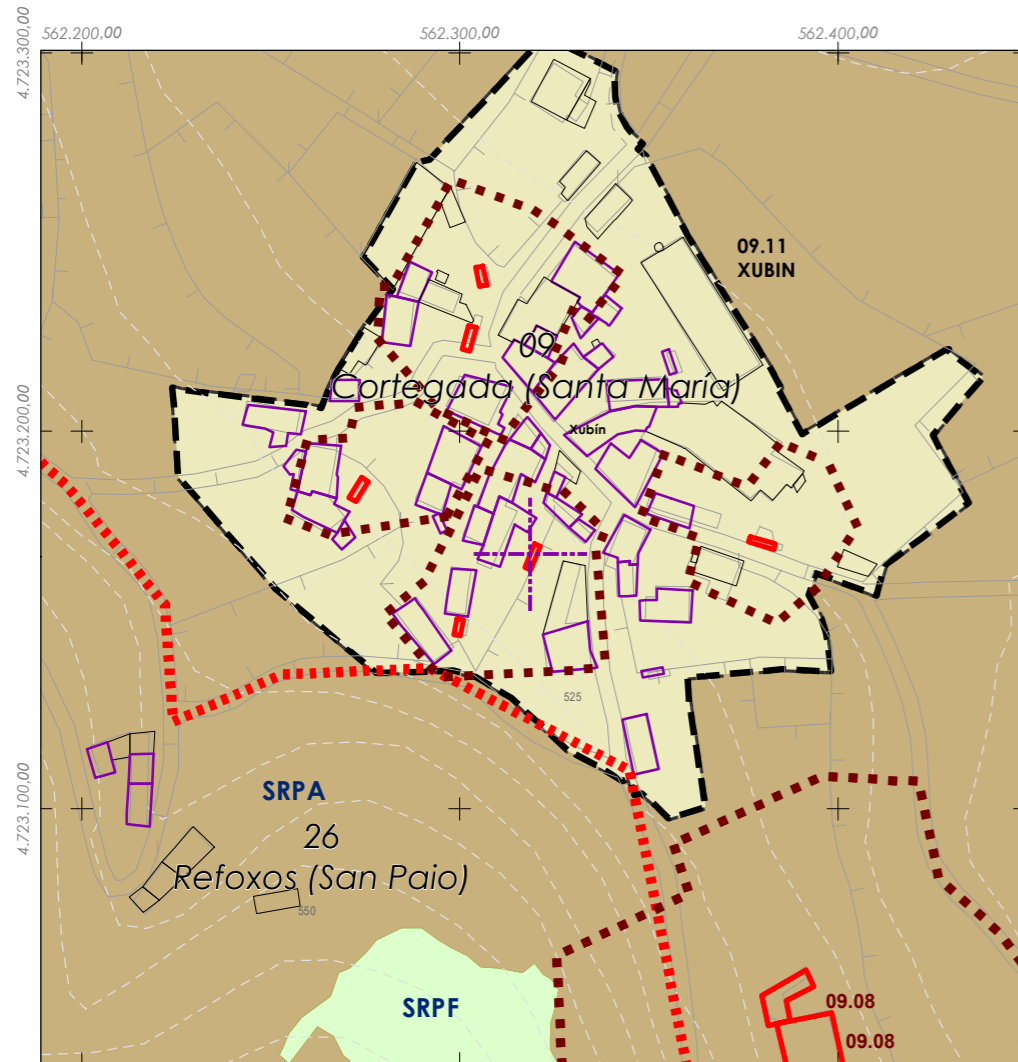 562.200,00
562.300,00
562.400,00
4.723.300,00
4.723.200,00
4.723.100,00
09.11
XUBIN
09
Cortegada (Santa María)
Xubín
525
SRPA
26
Refoxos (San Paio)
550
SRPF
09.08
09.08